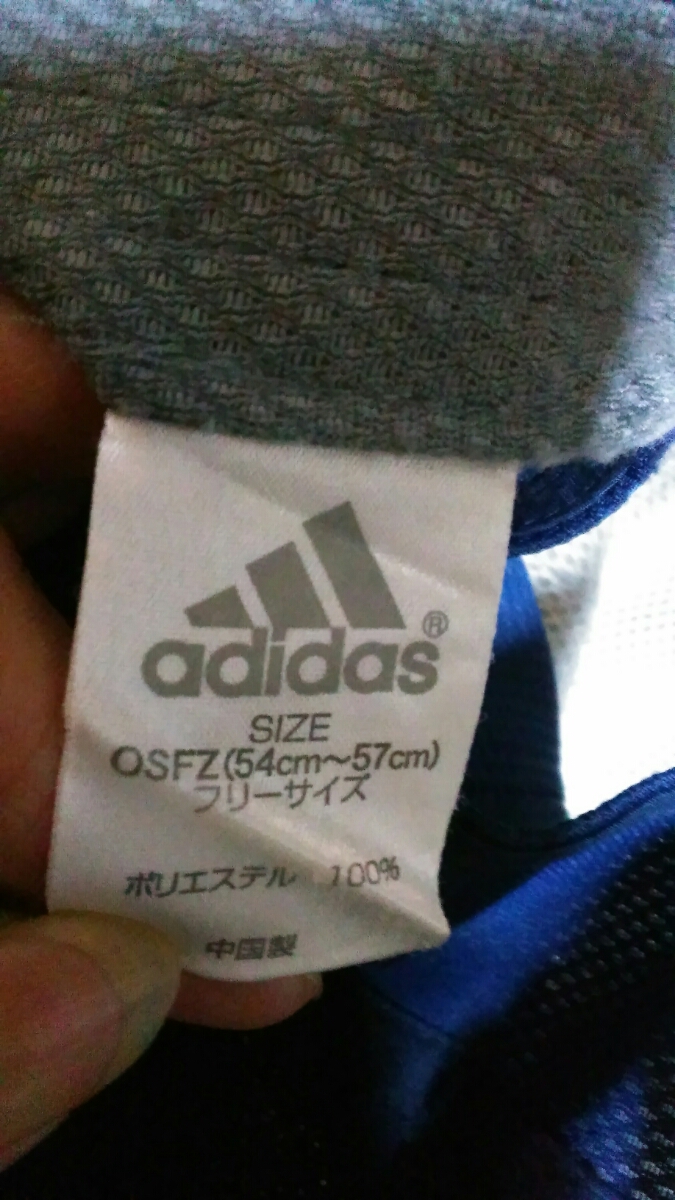 adidas®
SIZE
OSFZ(54cm～57cm)
フリーサイズ
ポリエステル 100%
中国製